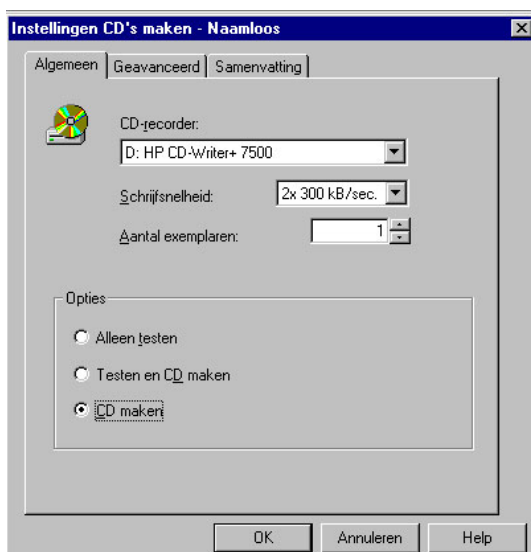 Instellingen CD's maken - Naamloos
Algemeen Geavanceerd Samenvatting
CD-recorder:
D: HP CD-Writer+ 7500
Schrijfsnelheid: 2x 300 kB/sec.
Aantal exemplaren: 1
Opties
Alleen testen
Testen en CD maken
CD maken
OK Annuleren Help